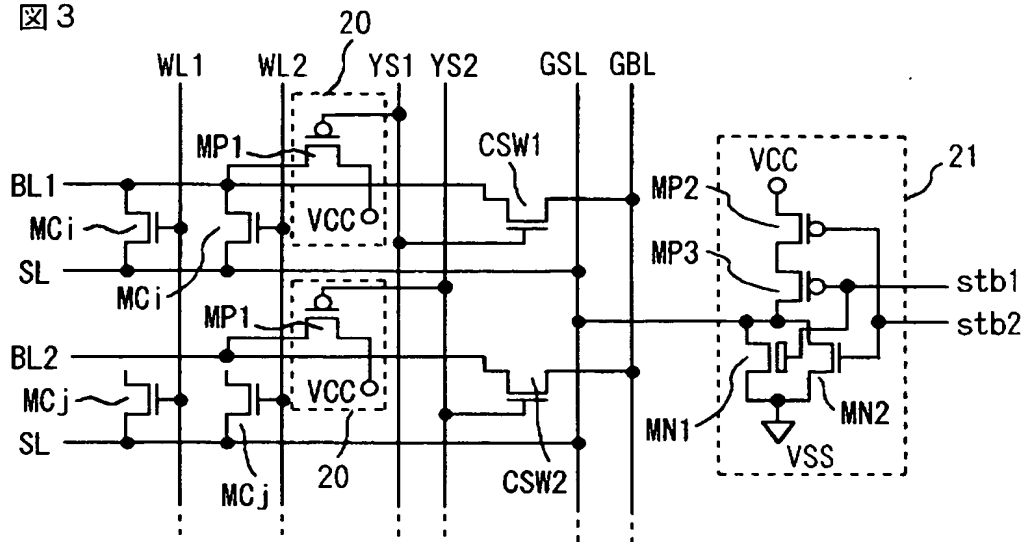 図3
20
WL1 WL2 YS1 YS2 GSL GBL
MP1 CSW1 VCC 21
BL1 MP2
MCi VCC
MP3
SL
MCi stb1
MP1 stb2
BL2
VCC
MCj MN1 MN2
SL 20 VSS
MCj CSW2